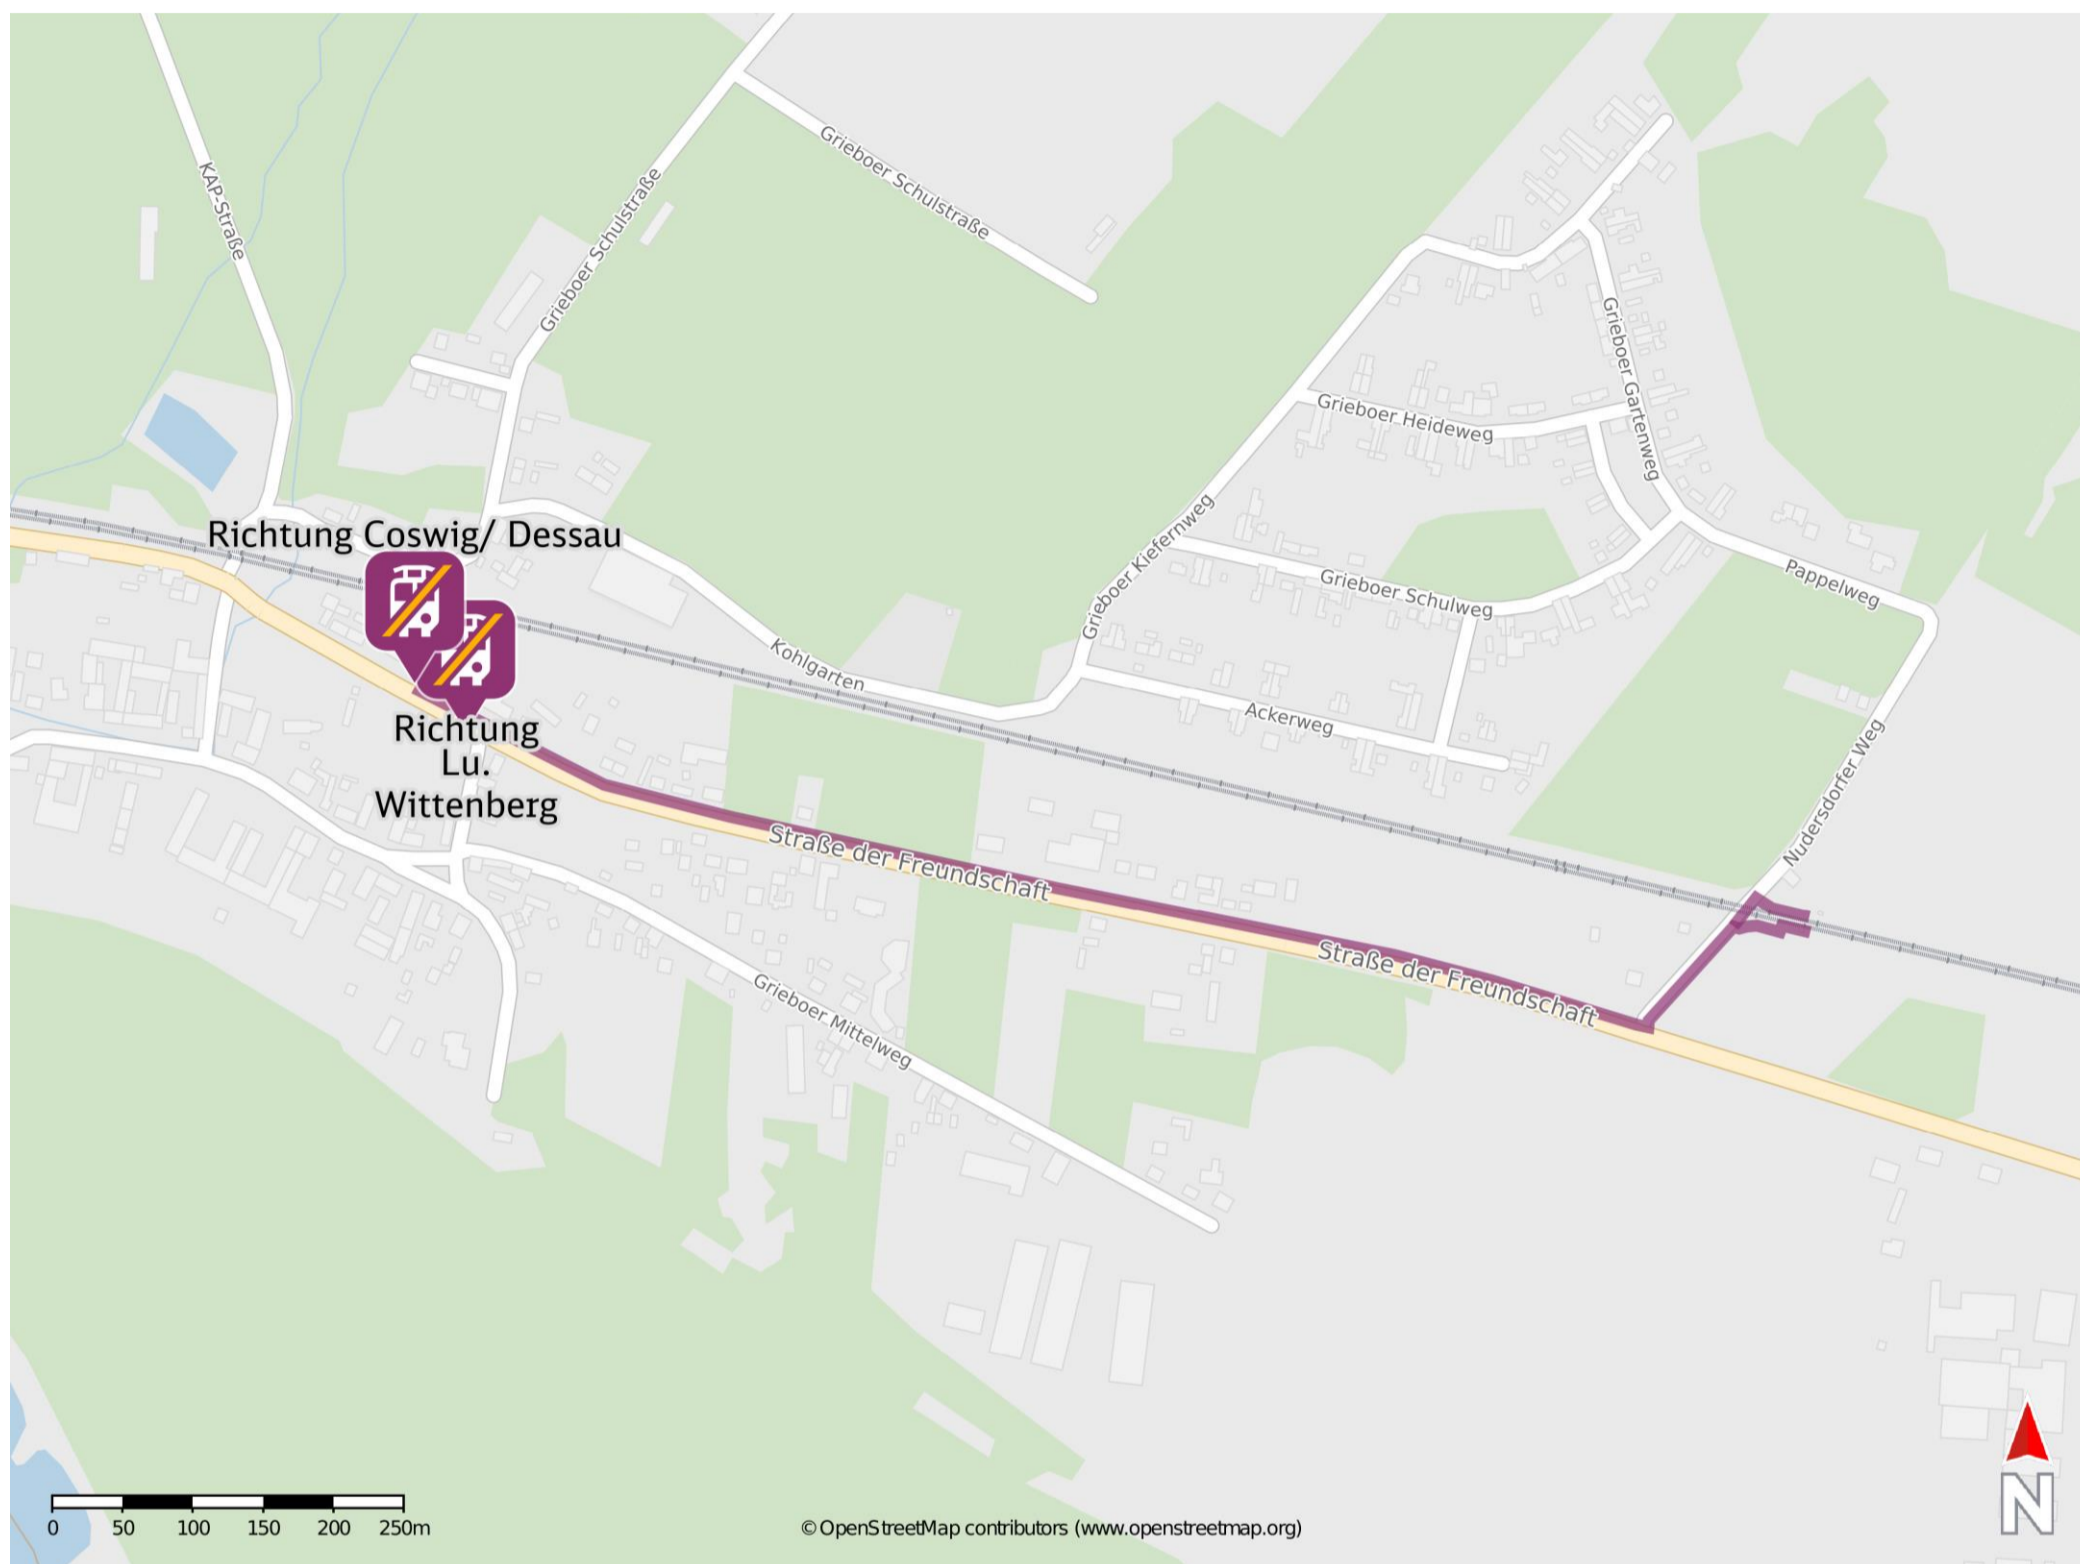 Grieboer Schulstraße
KAP-Straße
Grieboer Schulstraße
Grieboer Gartenweg
Grieboer Heideweg
Richtung Coswig/ Dessau
Grieboer Kiefernweg
Grieboer Schulweg
Pappelweg
Kohlgarten
Ackerweg
Nudersdorfer Weg
Richtung
Lu.
Wittenberg
Straße der Freundschaft
Straße der Freundschaft
Grieboer Mittelweg
0 50 100 150 200 250m
© OpenStreetMap contributors (www.openstreetmap.org)
N